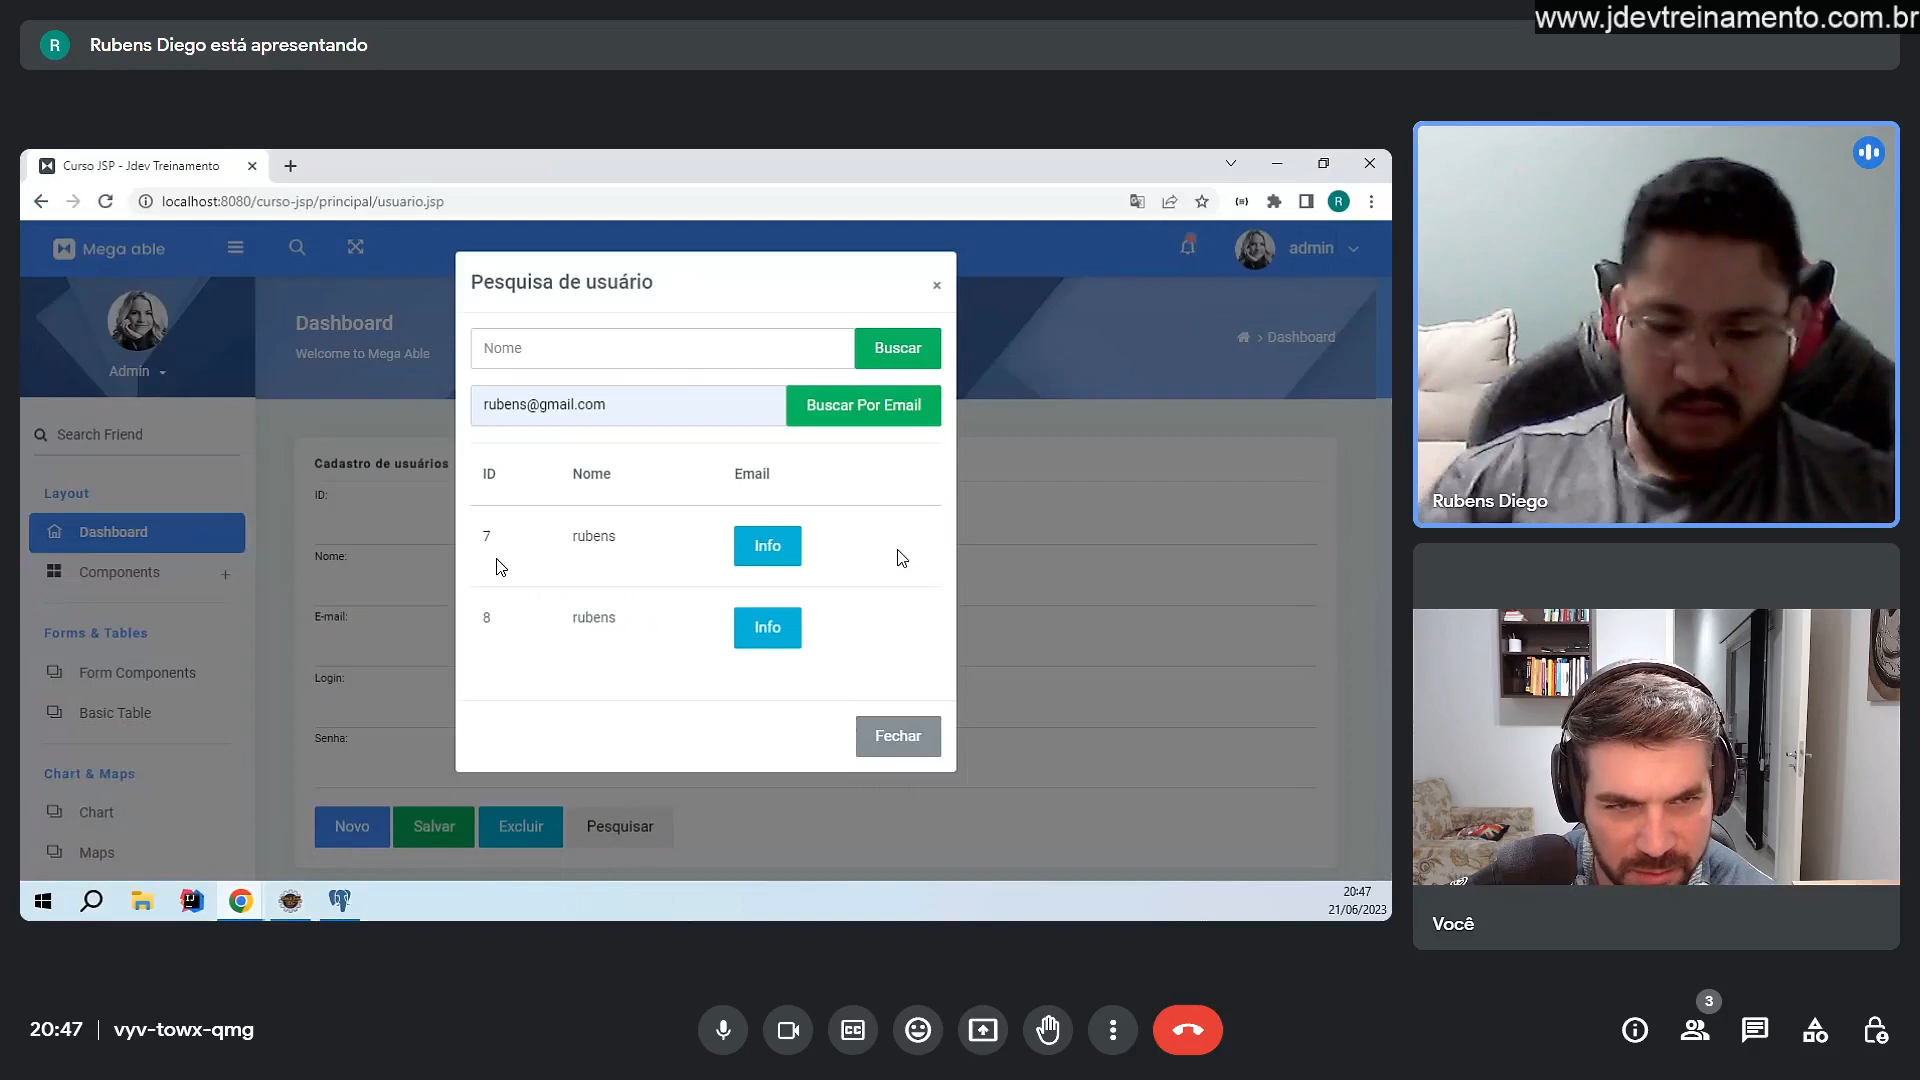 www.jdevtreinamento.com.br
R Rubens Diego está apresentando
Curso JSP - Jdev Treinamento
localhost:8080/curso-jsp/principal/usuario.jsp
R
Mega able
admin
Admin
Dashboard
Welcome to Mega Able
Dashboard
Search Friend
Layout
Dashboard
Components
Forms & Tables
Form Components
Basic Table
Chart & Maps
Chart
Maps
Cadastro de usuários
ID:
Nome:
E-mail:
Login:
Senha:
Novo Salvar Excluir Pesquisar
Pesquisa de usuário
Nome Buscar
rubens@gmail.com Buscar Por Email
ID Nome Email
7 rubens Info
8 rubens Info
Fechar
20:47
21/06/2023
Rubens Diego
Você
20:47 | vyv-towx-qmg
3